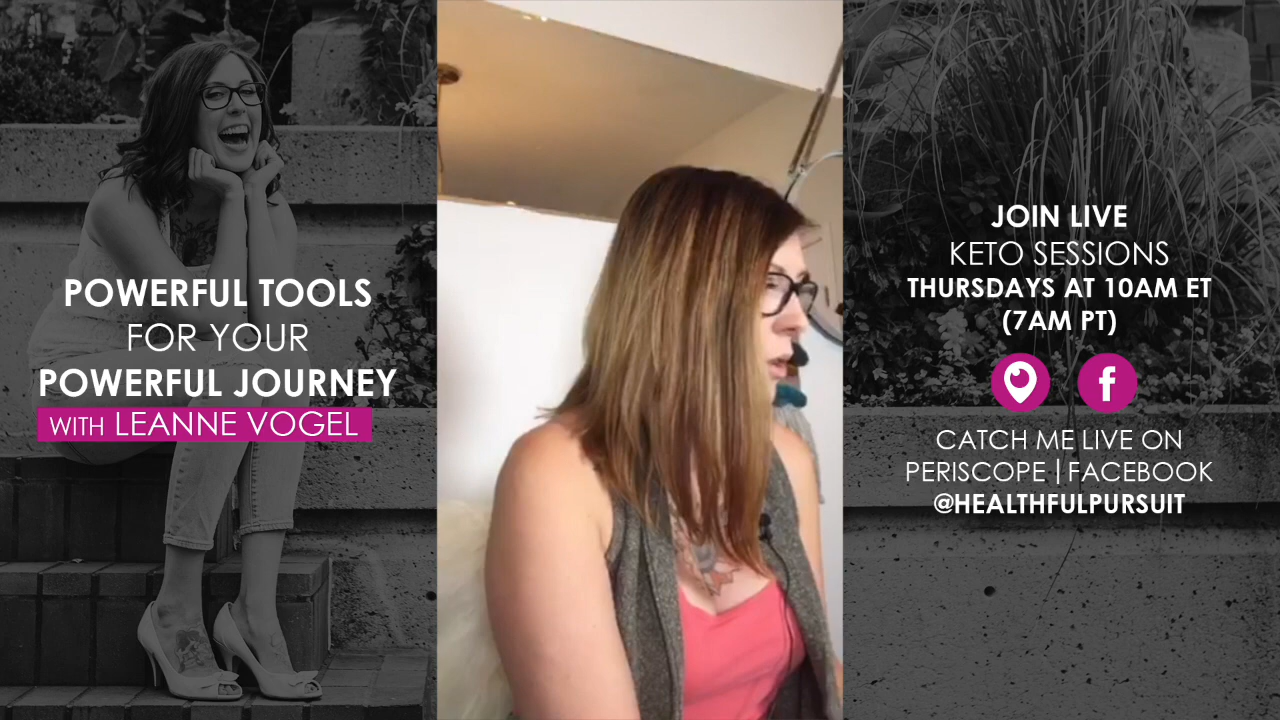 POWERFUL TOOLS
FOR YOUR
POWERFUL JOURNEY
WITH LEANNE VOGEL
JOIN LIVE
KETO SESSIONS
THURSDAYS AT 10AM ET
(7AM PT)
f
CATCH ME LIVE ON
PERISCOPE | FACEBOOK
@HEALTHFULPURSUIT